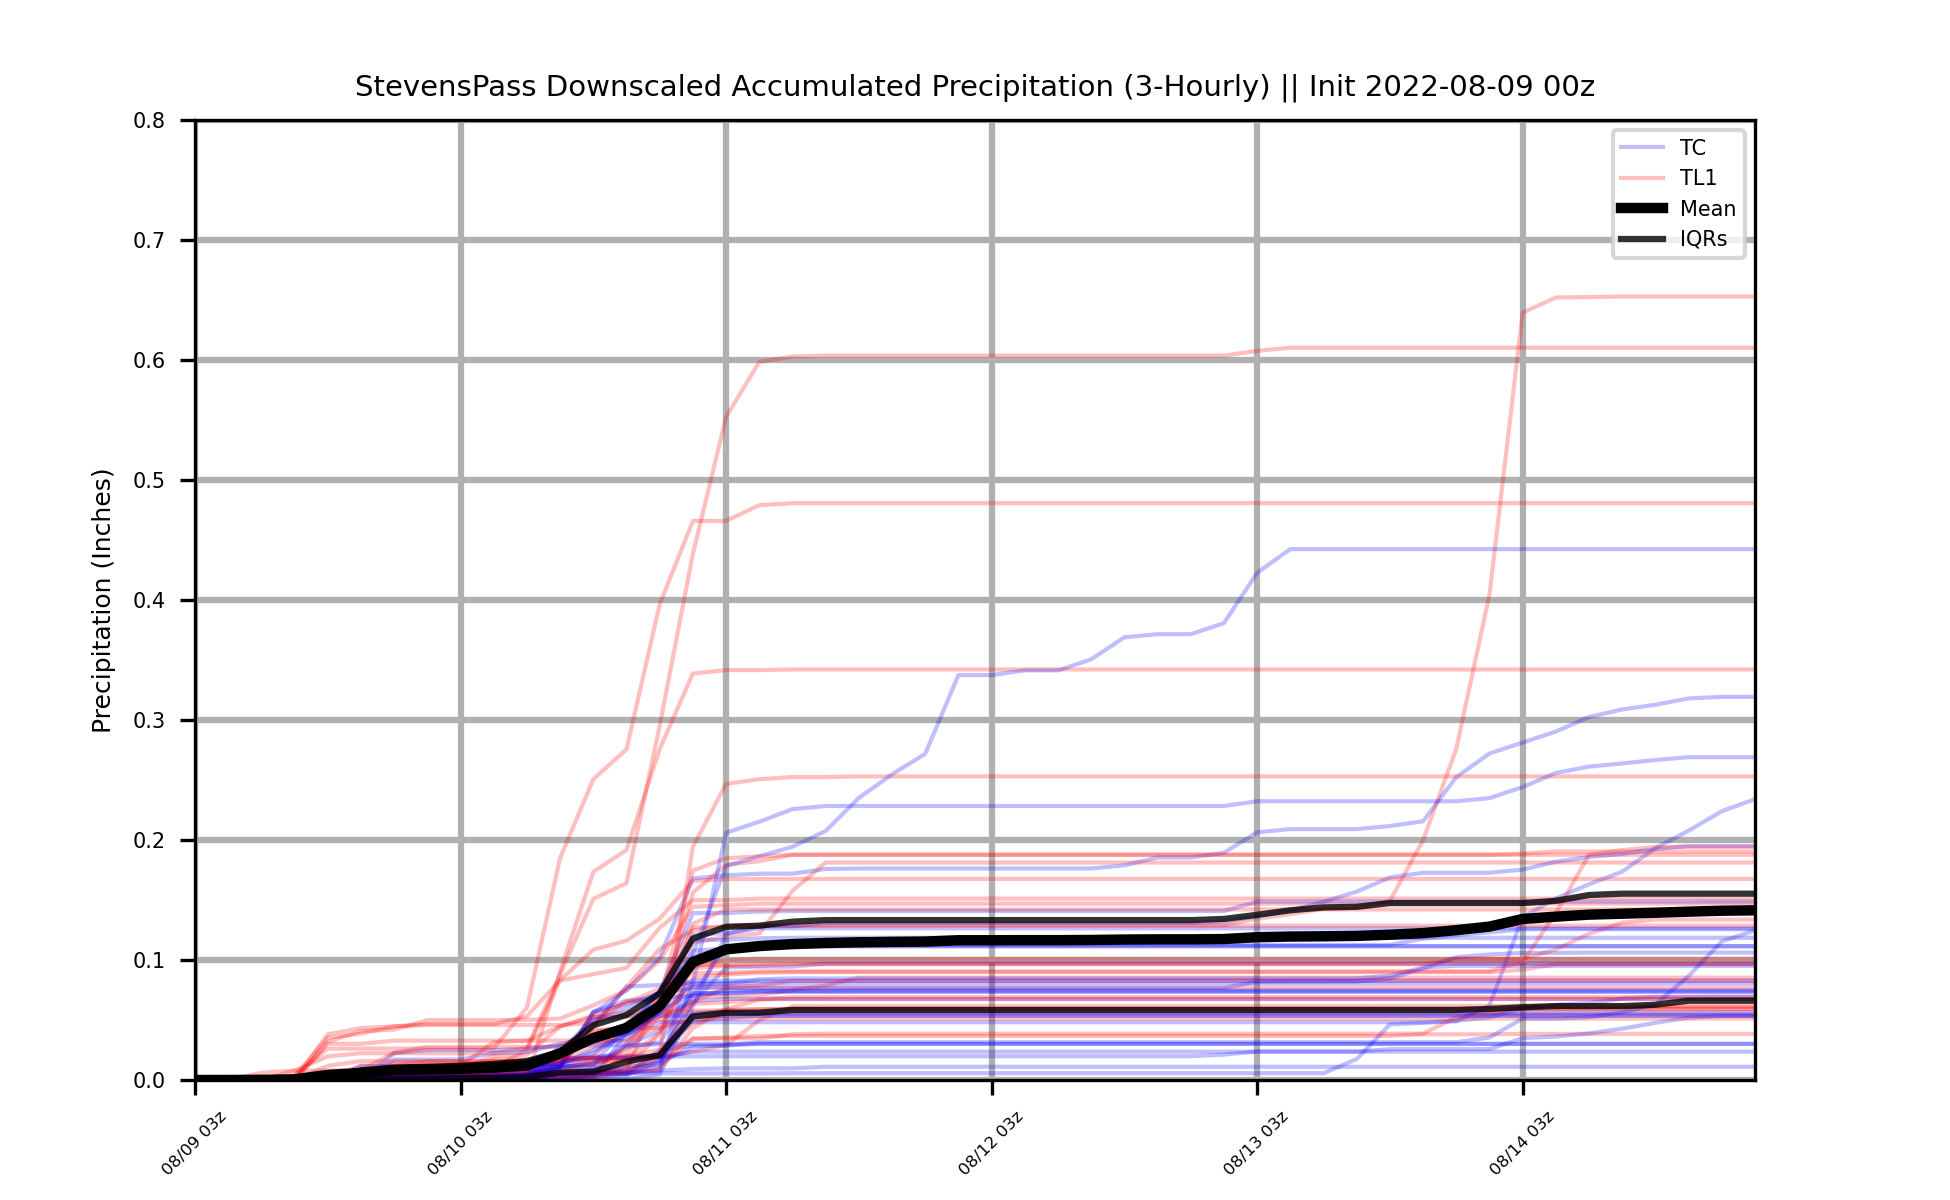 StevensPass Downscaled Accumulated Precipitation (3-Hourly) || Init 2022-08-09 00z
Precipitation (Inches)
0.8
0.7
0.6
0.5
0.4
0.3
0.2
0.1
0.0
TC
TL1
Mean
IQRs
08/09 03z
08/10 03z
08/11 03z
08/12 03z
08/13 03z
08/14 03z